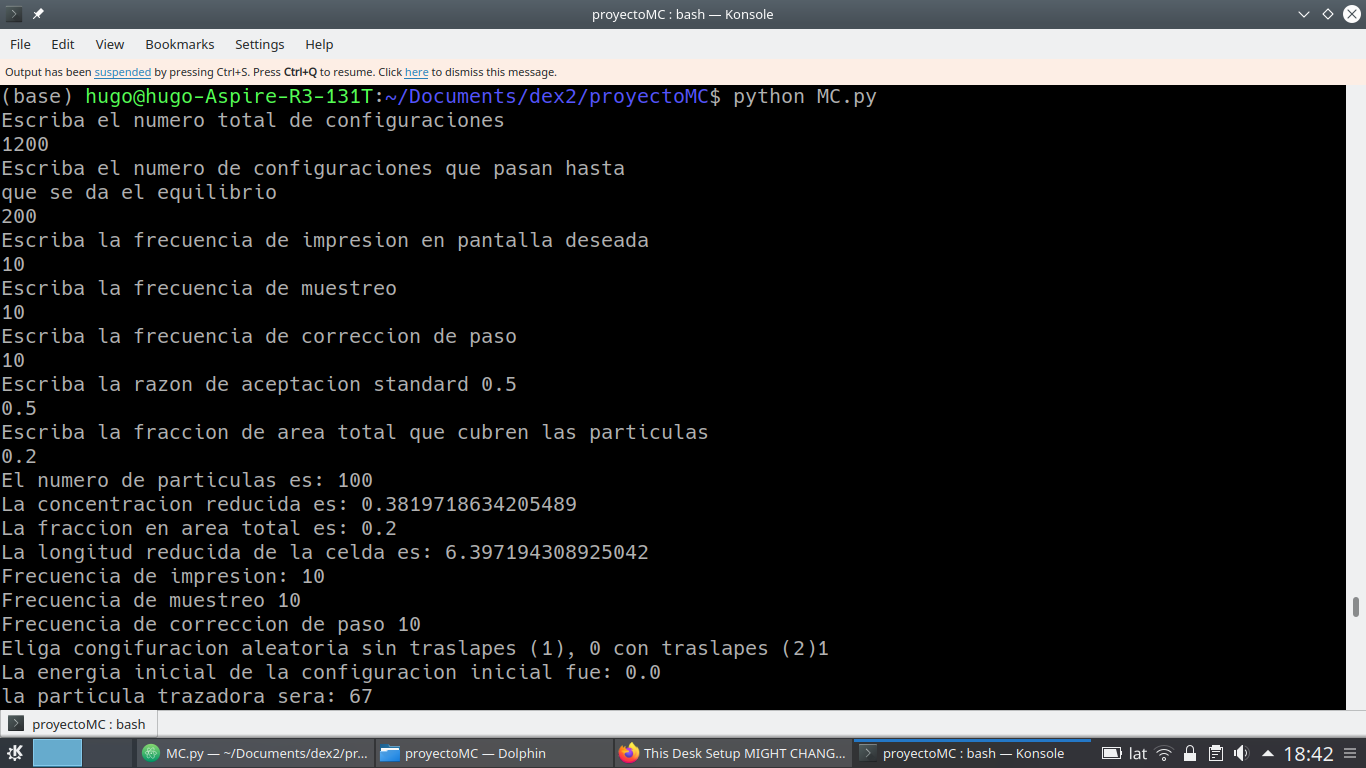 proyectoMC : bash — Konsole
File Edit View Bookmarks Settings Help
Output has been suspended by pressing Ctrl+S. Press Ctrl+Q to resume. Click here to dismiss this message.
(base) hugo@hugo-Aspire-R3-131T:~/Documents/dex2/proyectoMC$ python MC.py
Escriba el numero total de configuraciones
1200
Escriba el numero de configuraciones que pasan hasta
que se da el equilibrio
200
Escriba la frecuencia de impresion en pantalla deseada
10
Escriba la frecuencia de muestreo
10
Escriba la frecuencia de correccion de paso
10
Escriba la razon de aceptacion standard 0.5
0.5
Escriba la fraccion de area total que cubren las particulas
0.2
El numero de particulas es: 100
La concentracion reducida es: 0.3819718634205489
La fraccion en area total es: 0.2
La longitud reducida de la celda es: 6.397194308925042
Frecuencia de impresion: 10
Frecuencia de muestreo 10
Frecuencia de correccion de paso 10
Eliga congifuracion aleatoria sin traslapes (1), 0 con traslapes (2)1
La energia inicial de la configuracion inicial fue: 0.0
la particula trazadora sera: 67
proyectoMC : bash
MC.py — ~/Documents/dex2/pr... proyectoMC — Dolphin This Desk Setup MIGHT CHANG... proyectoMC : bash — Konsole lat 18:42